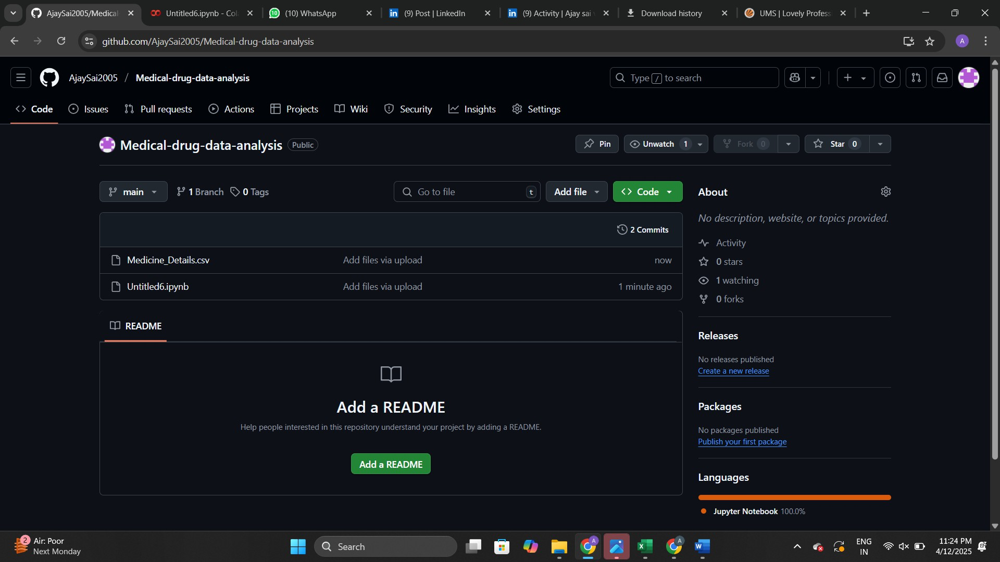 AjaySai2005/Medical-
Untitled6.ipynb - Col
(10) WhatsApp
(9) Post | LinkedIn
(9) Activity | Ajay sai
Download history
UMS | Lovely Profess
github.com/AjaySai2005/Medical-drug-data-analysis
A
AjaySai2005 / Medical-drug-data-analysis
Type / to search
Code
Issues
Pull requests
Actions
Projects
Wiki
Security
Insights
Settings
Medical-drug-data-analysis
Public
Pin
Unwatch 1
Fork 0
Star 0
main
1 Branch
0 Tags
Go to file
t
Add file
Code
2 Commits
Medicine_Details.csv
Add files via upload
now
Untitled6.ipynb
Add files via upload
1 minute ago
README
Add a README
Help people interested in this repository understand your project by adding a README.
Add a README
About
No description, website, or topics provided.
Activity
0 stars
1 watching
0 forks
Releases
No releases published
Create a new release
Packages
No packages published
Publish your first package
Languages
Jupyter Notebook 100.0%
2
Air: Poor
Next Monday
Search
ENG
IN
11:24 PM
4/12/2025